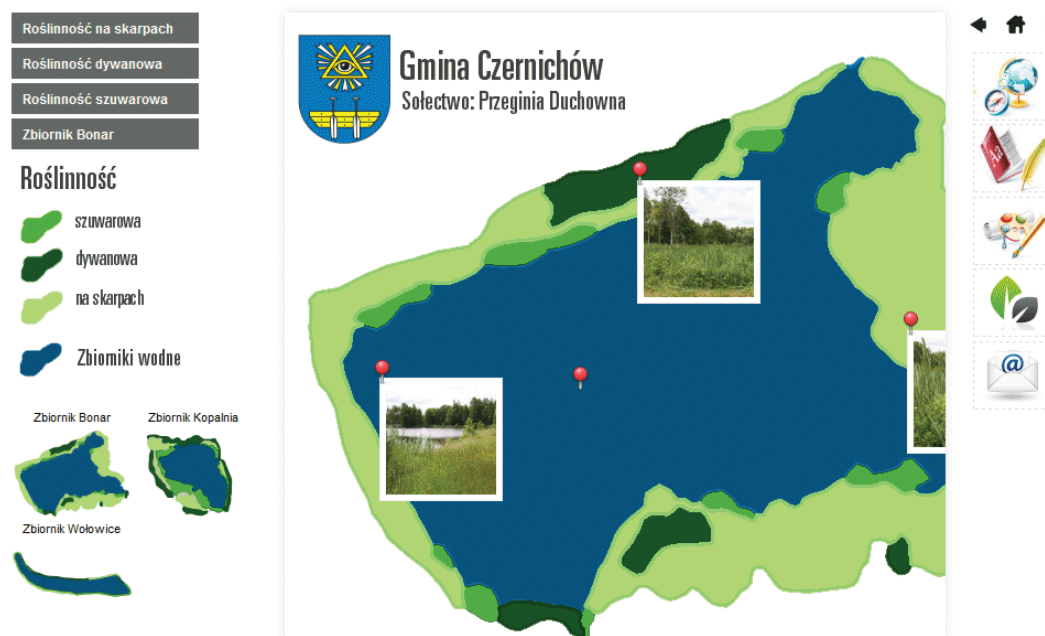 Roślinność na skarpach
Roślinność dywanowa
Roślinność szuwarowa
Zbiornik Bonar
Roślinność
szuwarowa
dywanowa
na skarpach
Zbiorniki wodne
Zbiornik Bonar
Zbiornik Kopalnia
Zbiornik Wołowice
Gmina Czernichów
Sołectwo: Przeginia Duchowna
Aa
@